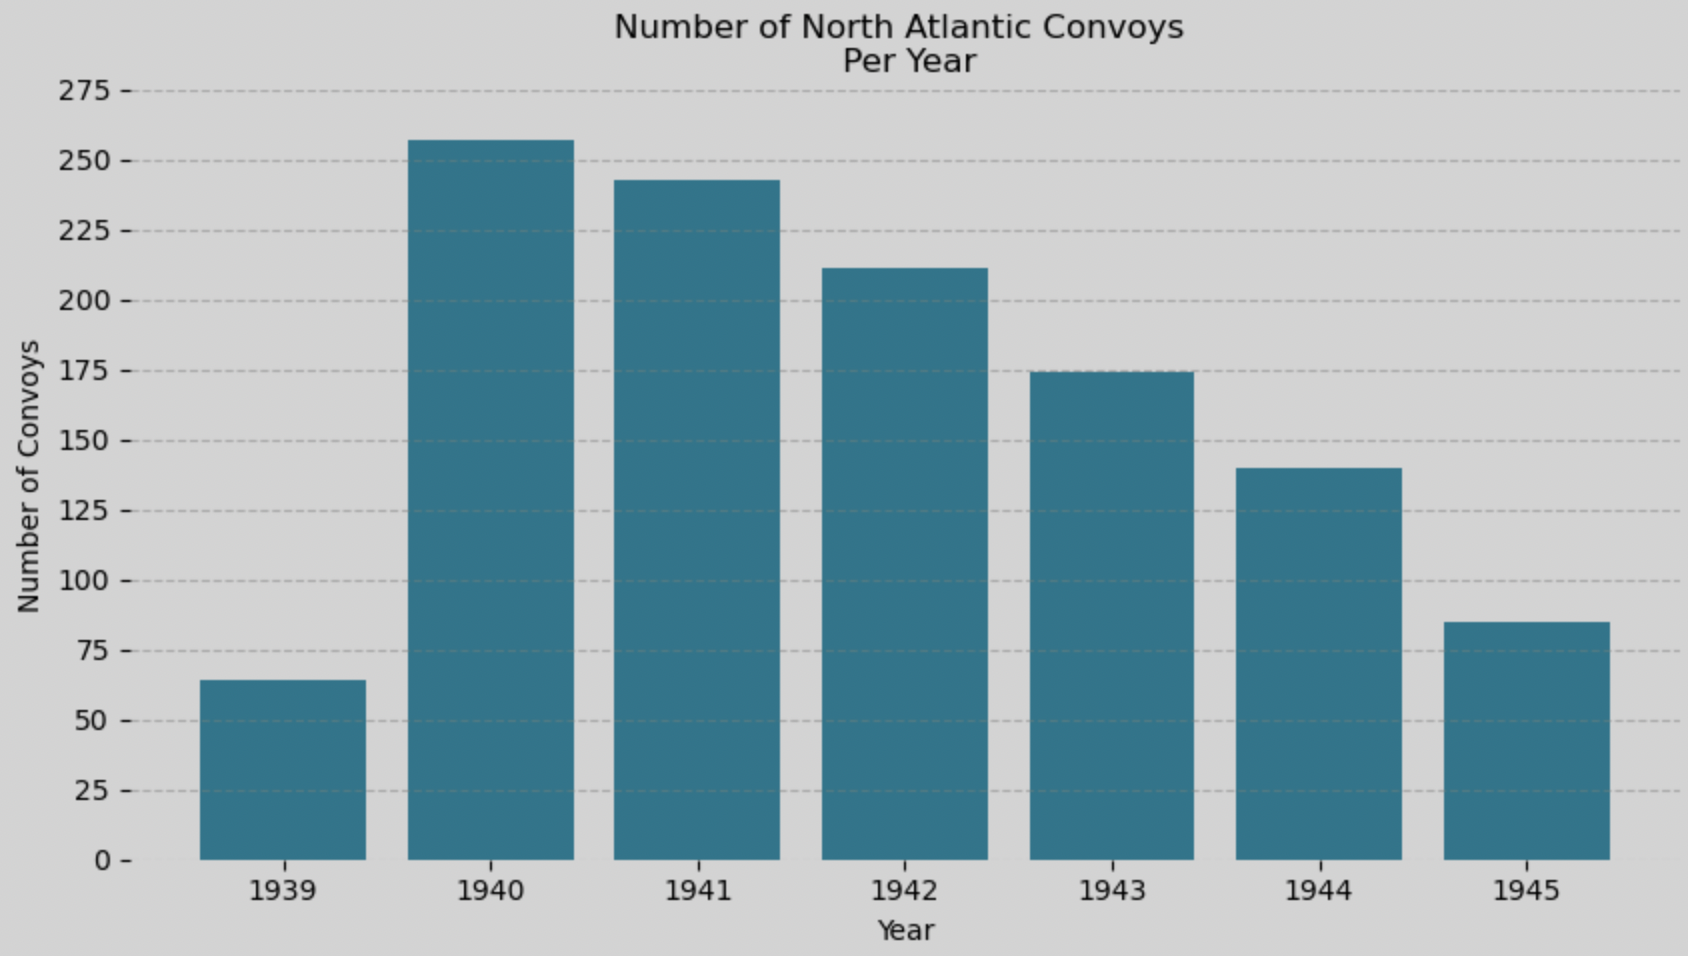 Number of North Atlantic Convoys
Per Year
Number of Convoys
275
250
225
200
175
150
125
100
75
50
25
0
1939 1940 1941 1942 1943 1944 1945
Year